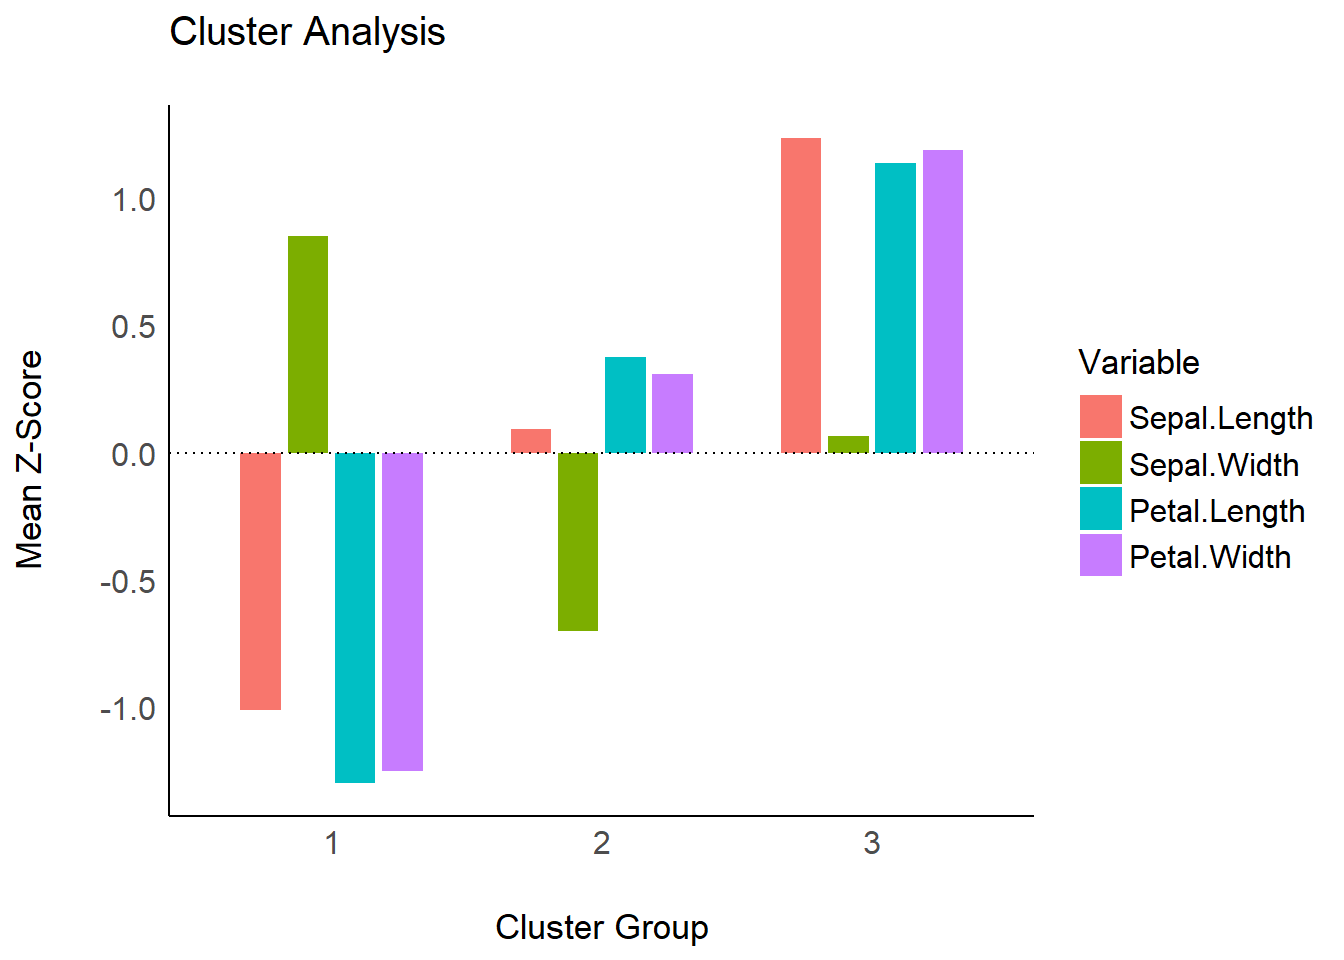 Cluster Analysis
1.0
0.5
0.0
-0.5
-1.0
Mean Z-Score
1
2
3
Cluster Group
Variable
Sepal.Length
Sepal.Width
Petal.Length
Petal.Width